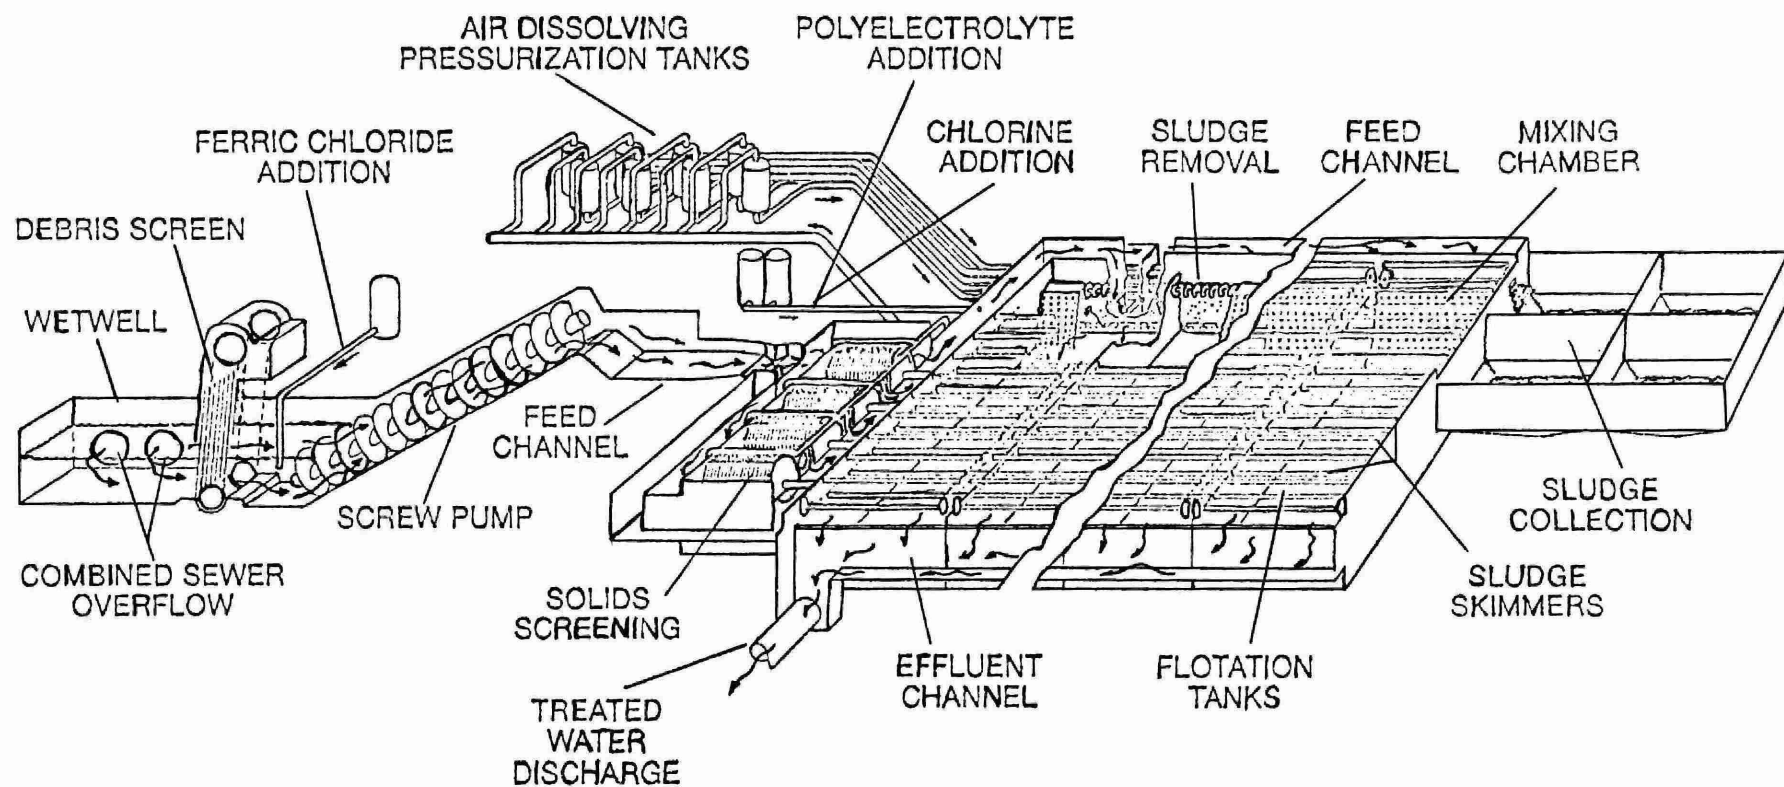 AIR DISSOLVING
PRESSURIZATION TANKS
POLYELECTROLYTE
ADDITION
FERRIC CHLORIDE
ADDITION
CHLORINE
ADDITION
SLUDGE
REMOVAL
FEED
CHANNEL
MIXING
CHAMBER
DEBRIS SCREEN
WETWELL
FEED
CHANNEL
SCREW PUMP
COMBINED SEWER
OVERFLOW
SOLIDS
SCREENING
SLUDGE
COLLECTION
SLUDGE
SKIMMERS
EFFLUENT
CHANNEL
FLOTATION
TANKS
TREATED
WATER
DISCHARGE